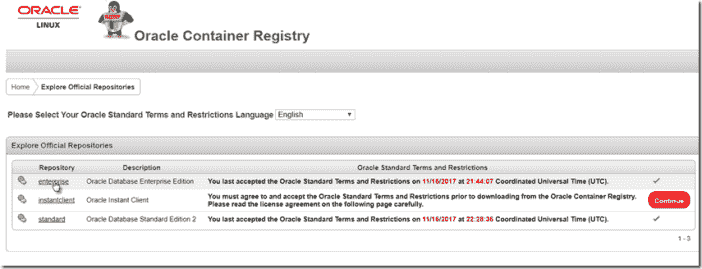 ORACLE
LINUX
Oracle Container Registry
Home Explore Official Repositories
Please Select Your Oracle Standard Terms and Restrictions Language English
Explore Official Repositories
Repository Description Oracle Standard Terms and Restrictions
enterprise Oracle Database Enterprise Edition You last accepted the Oracle Standard Terms and Restrictions on 11/16/2017 at 21:44:07 Coordinated Universal Time (UTC).
instantclient Oracle Instant Client You must agree to and accept the Oracle Standard Terms and Restrictions prior to downloading from the Oracle Container Registry.
Please read the license agreement on the following page carefully. Continue
standard Oracle Database Standard Edition 2 You last accepted the Oracle Standard Terms and Restrictions on 11/16/2017 at 22:28:36 Coordinated Universal Time (UTC).
1 - 3